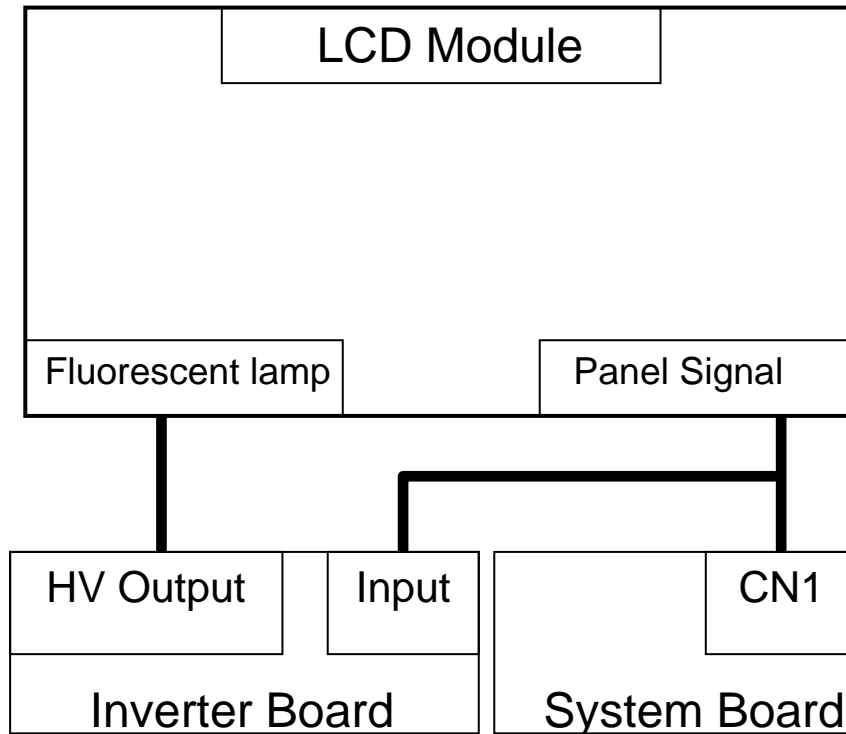 LCD Module
Fluorescent lamp
Panel Signal
HV Output
Input
CN1
Inverter Board
System Board